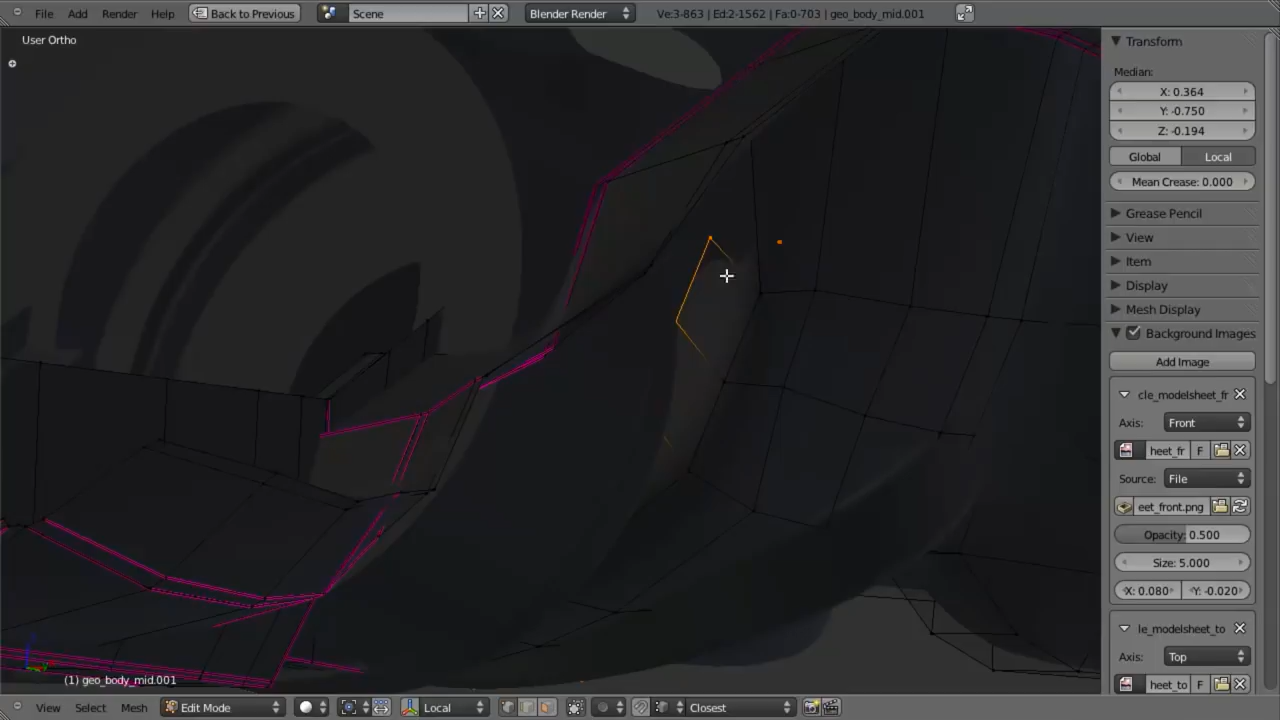 File Add Render Help Back to Previous Scene Blender Render Ve:3-863 | Ed:2-1562 | Fa:0-703 | geo_body_mid.001
User Ortho
Transform
Median:
X: 0.364
Y: -0.750
Z: -0.194
Global Local
Mean Crease: 0.000
Grease Pencil
View
Item
Display
Mesh Display
Background Images
Add Image
cle_modelsheet_fr
Axis: Front
heet_fr F
Source: File
eet_front.png
Opacity: 0.500
Size: 5.000
X: 0.080 Y: -0.020
le_modelsheet_to
Axis: Top
heet_to F
(1) geo_body_mid.001
View Select Mesh Edit Mode Local Closest